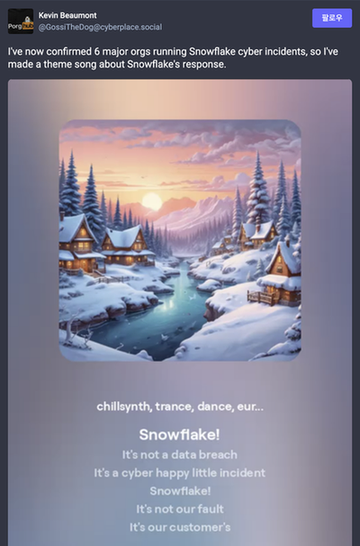 Kevin Beaumont
@GossiTheDog@cyberplace.social
팔로우
Porghub
I've now confirmed 6 major orgs running Snowflake cyber incidents, so I've
made a theme song about Snowflake's response.
chillsynth, trance, dance, eur...
Snowflake!
It's not a data breach
It's a cyber happy little incident
Snowflake!
It's not our fault
It's our customer's